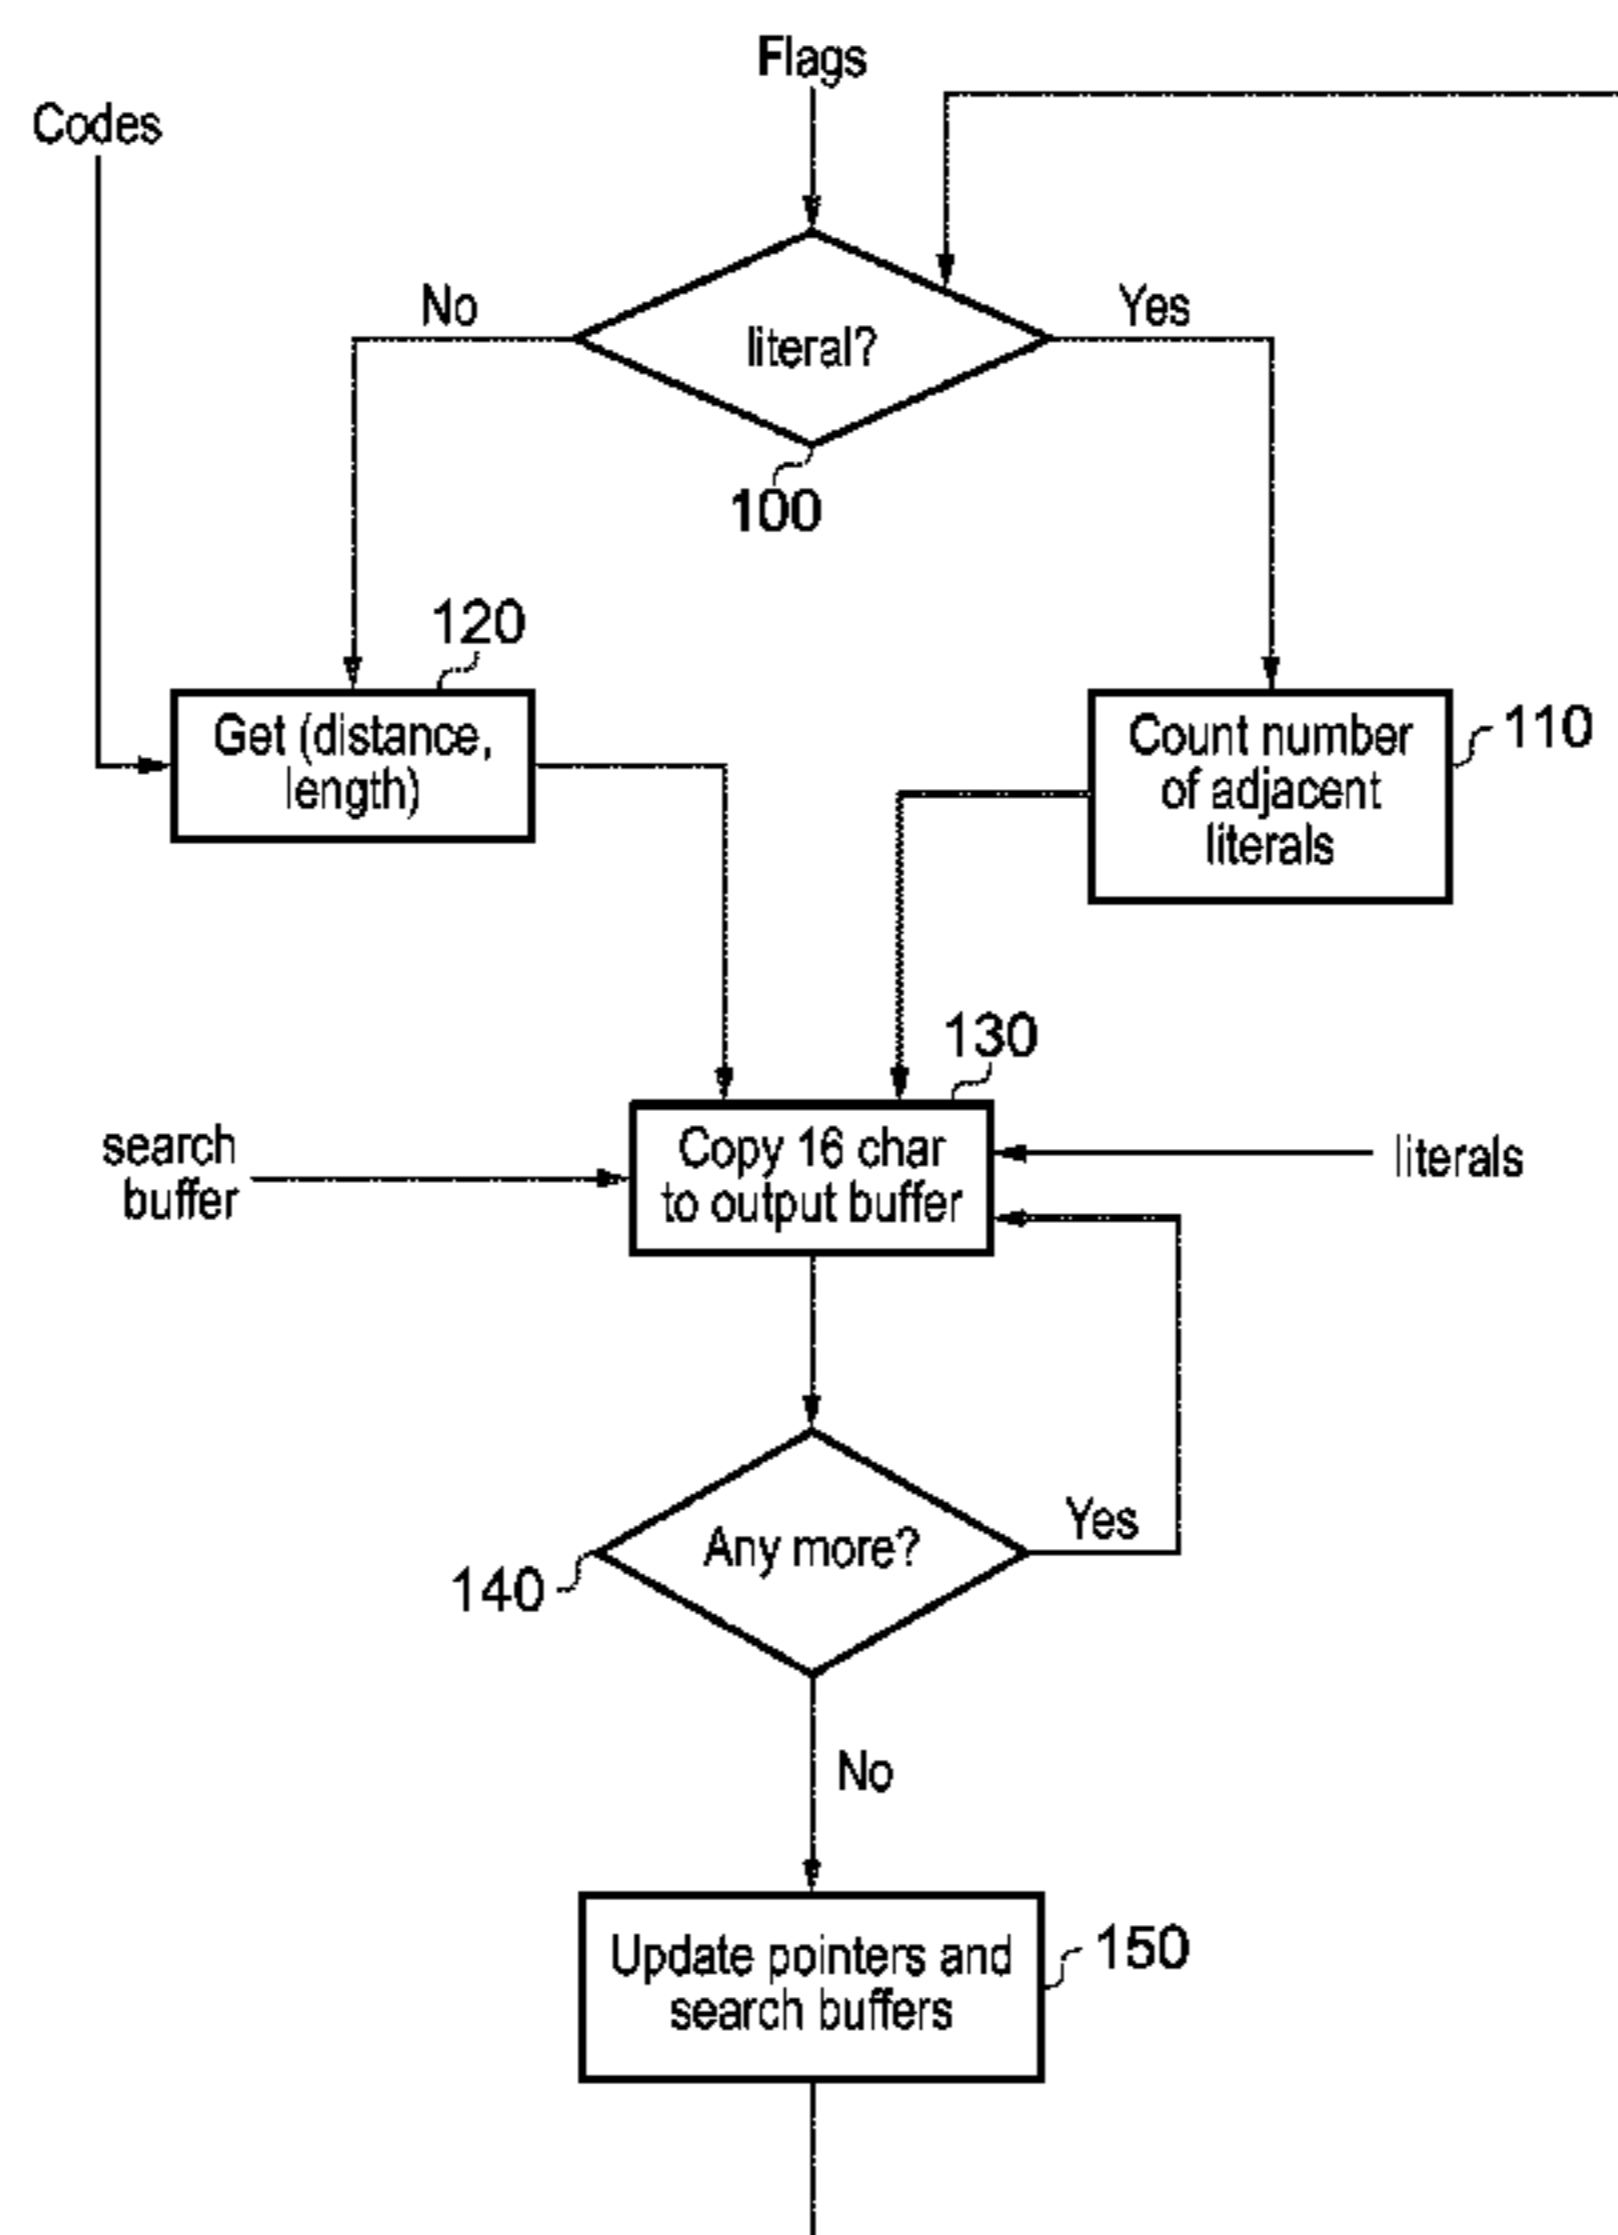 Flags
Codes
No
Yes
literal?
100
120
Get (distance,
length)
110
Count number
of adjacent
literals
130
search
buffer
Copy 16 char
to output buffer
literals
Any more?
Yes
140
No
150
Update pointers and
search buffers